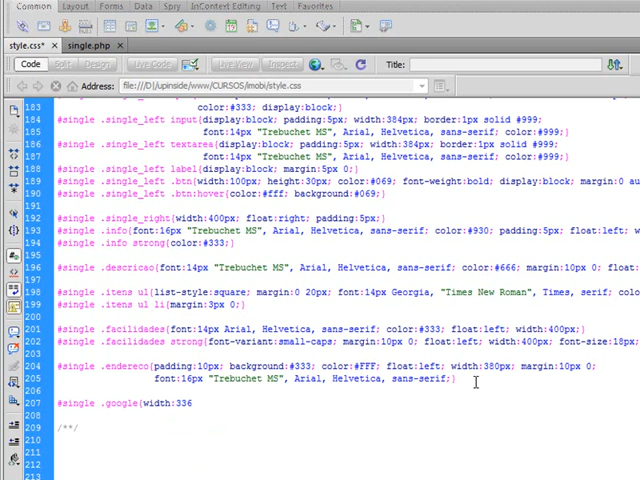 Common Layout Forms Data Spry InContext Editing Text Favorites
style.css* × single.php ×
Code Split Design Live Code Live View Inspect Title:
Address: file:///D|/upinside/www/CURSOS/imobi/style.css
183 color:#333; display:block;}
184 #single .single_left input{display:block; padding:5px; width:384px; border:1px solid #999;
185 font:14px "Trebuchet MS", Arial, Helvetica, sans-serif; color:#999;}
186 #single .single_left textarea{display:block; padding:5px; width:384px; border:1px solid #999;
187 font:14px "Trebuchet MS", Arial, Helvetica, sans-serif; color:#999;}
188 #single .single_left label{display:block; margin:5px 0;}
189 #single .single_left .btn{width:100px; height:30px; color:#069; font-weight:bold; display:block; margin:0 au
190 #single .single_left .btn:hover{color:#fff; background:#069;}
191
192 #single .single_right{width:400px; float:right; padding:5px;}
193 #single .info{font:16px "Trebuchet MS", Arial, Helvetica, sans-serif; color:#930; padding:5px; float:left; w
194 #single .info strong{color:#333;}
195
196 #single .descricao{font:14px "Trebuchet MS", Arial, Helvetica, sans-serif; color:#666; margin:10px 0; float:
197
198 #single .itens ul{list-style:square; margin:0 20px; font:14px Georgia, "Times New Roman", Times, serif; colo
199 #single .itens ul li{margin:3px 0;}
200
201 #single .facilidades{font:14px Arial, Helvetica, sans-serif; color:#333; float:left; width:400px;}
202 #single .facilidades strong{font-variant:small-caps; margin:10px 0; float:left; width:400px; font-size:18px;
203
204 #single .endereco{padding:10px; background:#333; color:#FFF; float:left; width:380px; margin:10px 0;
205 font:16px "Trebuchet MS", Arial, Helvetica, sans-serif;}
206
207 #single .google{width:336
208
209 /**/
210
211
212
213